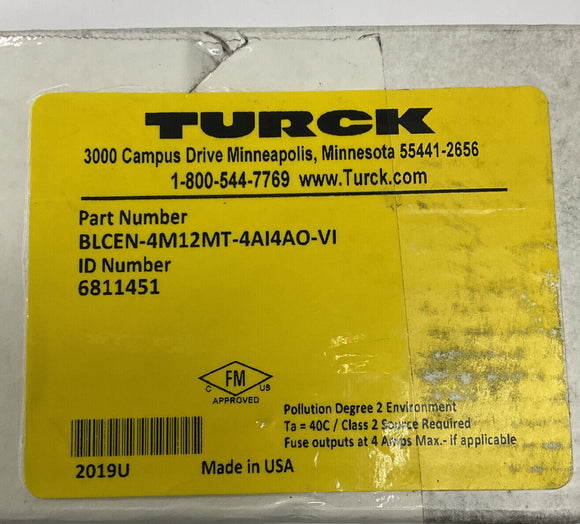 TURCK
3000 Campus Drive Minneapolis, Minnesota 55441-2656
1-800-544-7769 www.Turck.com
Part Number
BLCEN-4M12MT-4AI4AO-VI
ID Number
6811451
FM
C US
APPROVED
Pollution Degree 2 Environment
Ta = 40C / Class 2 Source Required
Fuse outputs at 4 Amps Max.- if applicable
2019U Made in USA